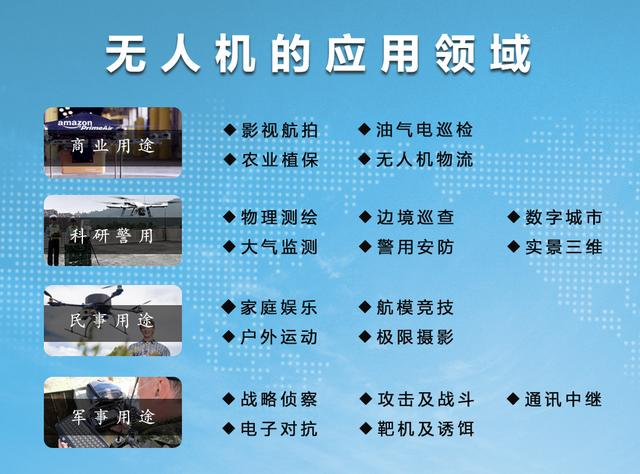 无人机的应用领域
amazon
PrimeAir
商业用途
◆影视航拍 ◆油气电巡检
◆农业植保 ◆无人机物流
科研警用
◆物理测绘 ◆边境巡查 ◆数字城市
◆大气监测 ◆警用安防 ◆实景三维
民事用途
◆家庭娱乐 ◆航模竞技
◆户外运动 ◆极限摄影
军事用途
◆战略侦察 ◆攻击及战斗 ◆通讯中继
◆电子对抗 ◆靶机及诱饵